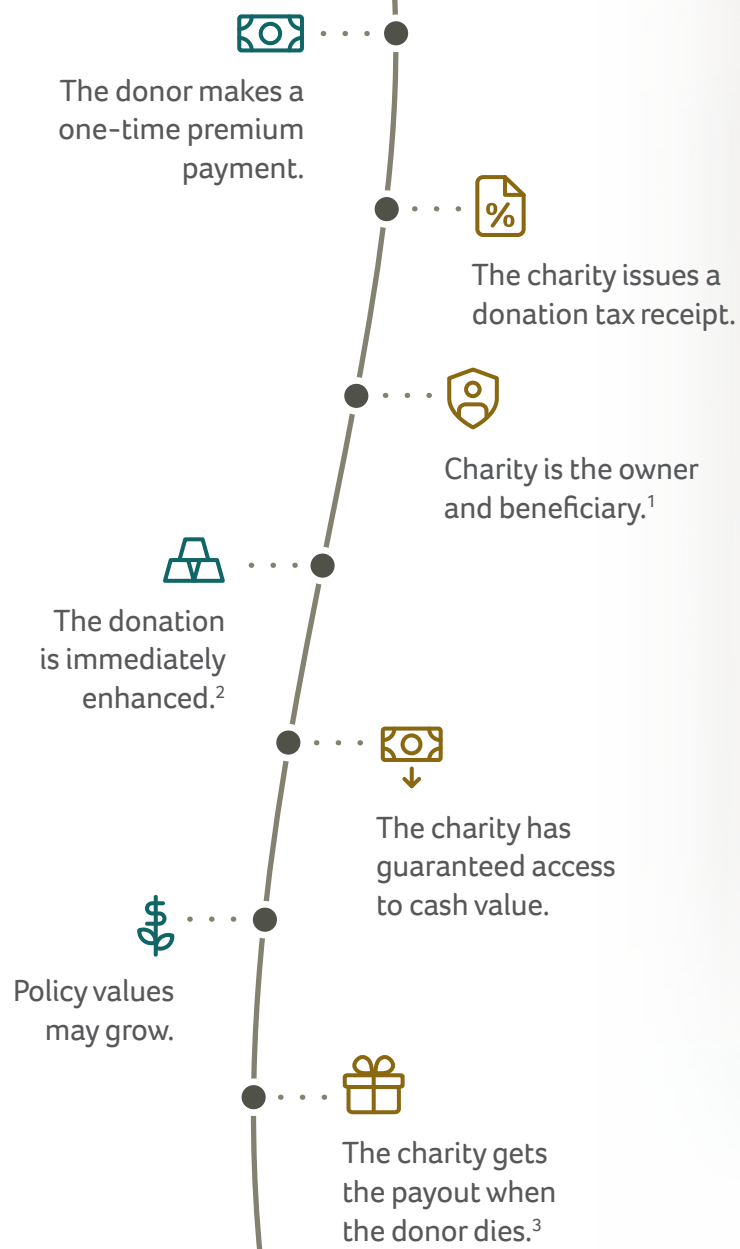 The donor makes a
one-time premium
payment.
%
The charity issues a
donation tax receipt.
Charity is the owner
and beneficiary.1
The donation
is immediately
enhanced.2
The charity has
guaranteed access
to cash value.
$
Policy values
may grow.
The charity gets
the payout when
the donor dies.3